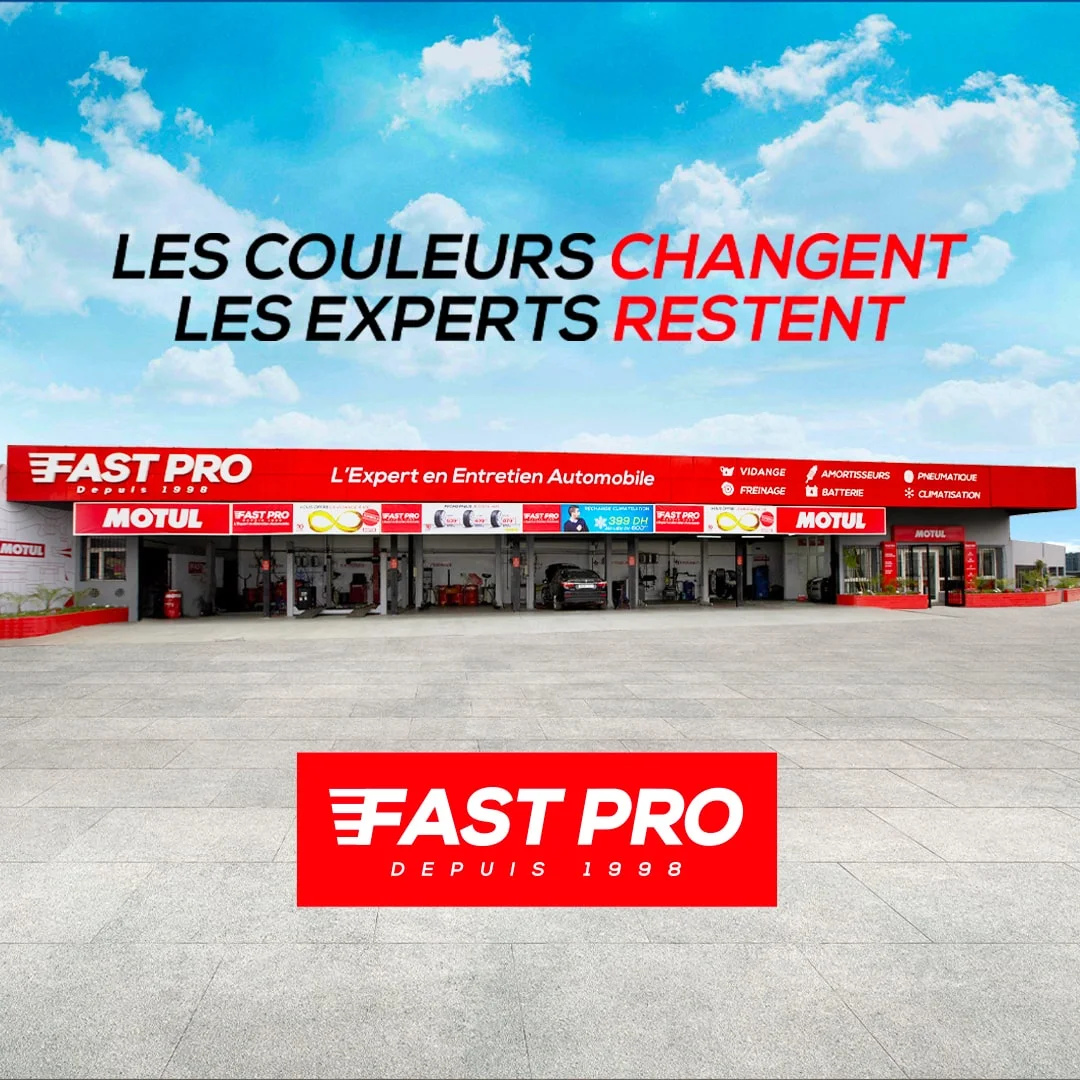 LES COULEURS CHANGENT
LES EXPERTS RESTENT
FAST PRO
Depuis 1998
L'Expert en Entretien Automobile
VIDANGE
AMORTISSEURS
PNEUMATIQUE
FREINAGE
BATTERIE
CLIMATISATION
MOTUL
FAST PRO
FAST PRO
FAST PRO
RECHARGE CLIMATISATION
399 DH
FAST PRO
MOTUL
MOTUL
MOTUL
FAST PRO
DEPUIS 1998